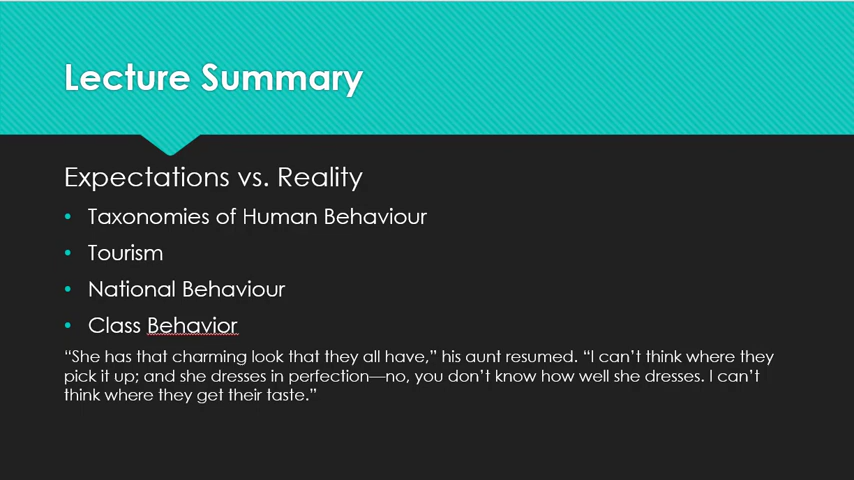 Lecture Summary
Expectations vs. Reality
• Taxonomies of Human Behaviour
• Tourism
• National Behaviour
• Class Behavior
“She has that charming look that they all have,” his aunt resumed. “I can’t think where they
pick it up; and she dresses in perfection—no, you don’t know how well she dresses. I can’t
think where they get their taste.”